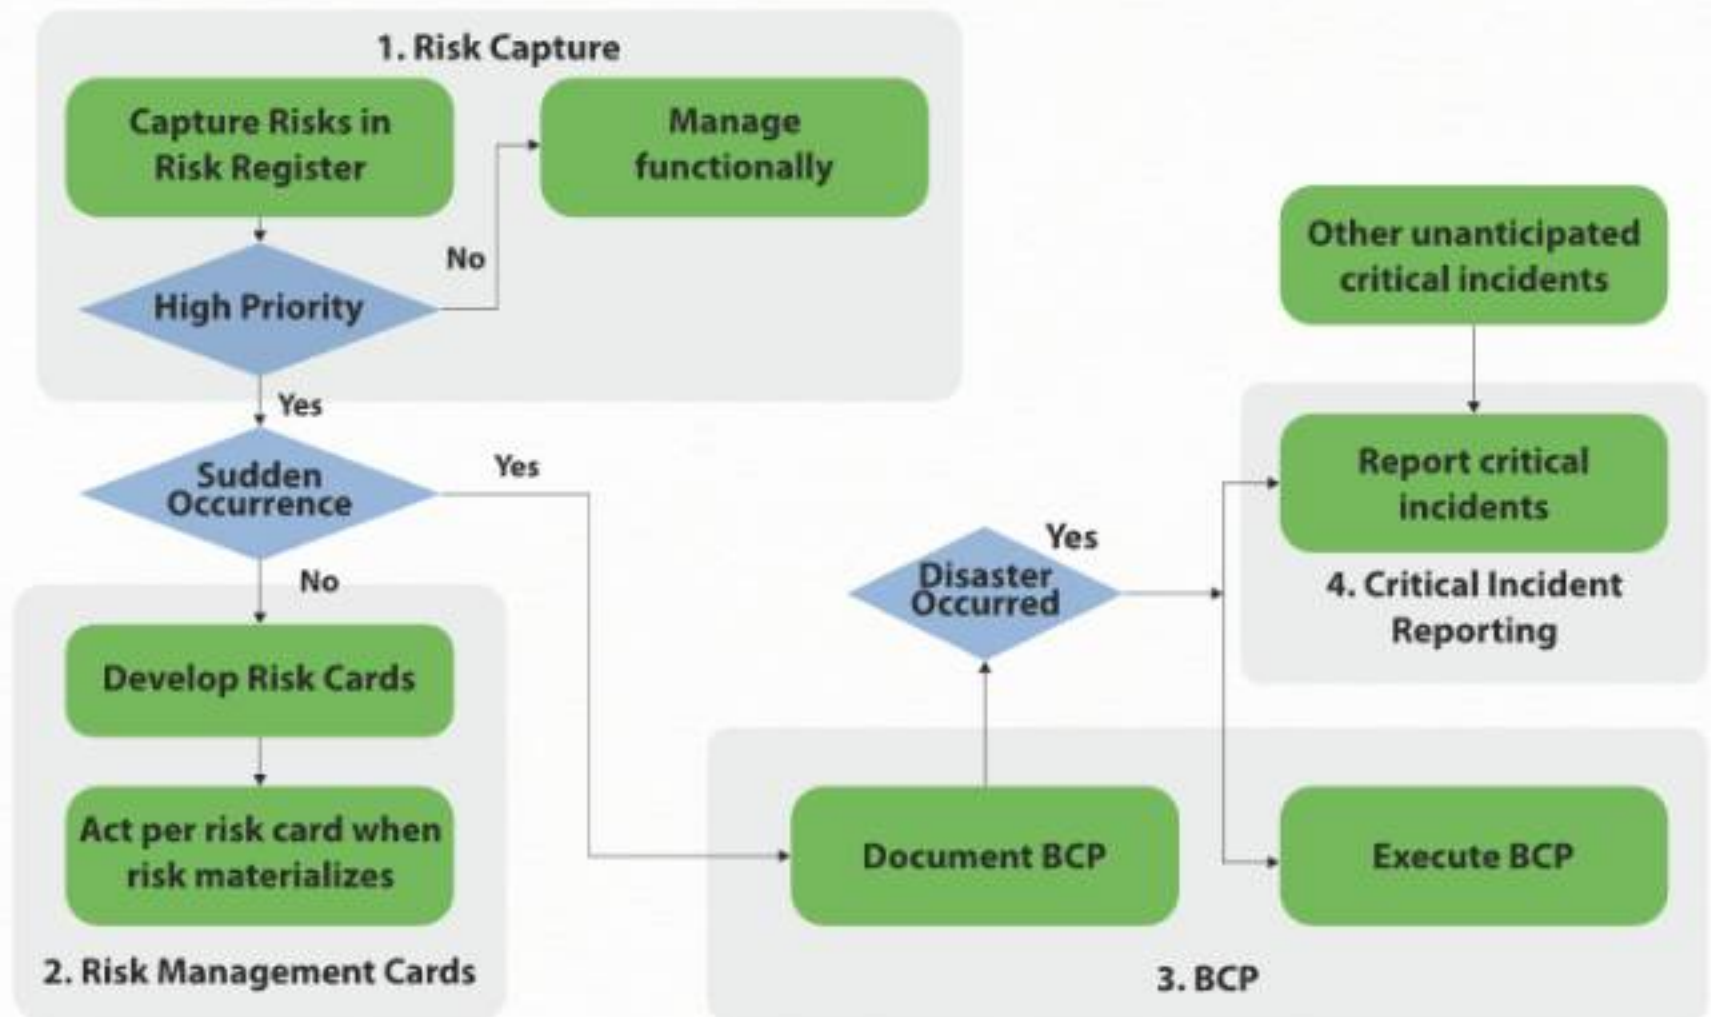 1. Risk Capture
Capture Risks in
Risk Register
Manage
functionally
No
High Priority
Yes
Sudden
Occurrence
Yes
No
Develop Risk Cards
Act per risk card when
risk materializes
2. Risk Management Cards
Other unanticipated
critical incidents
Report critical
incidents
4. Critical Incident
Reporting
Yes
Disaster
Occurred
Document BCP
Execute BCP
3. BCP